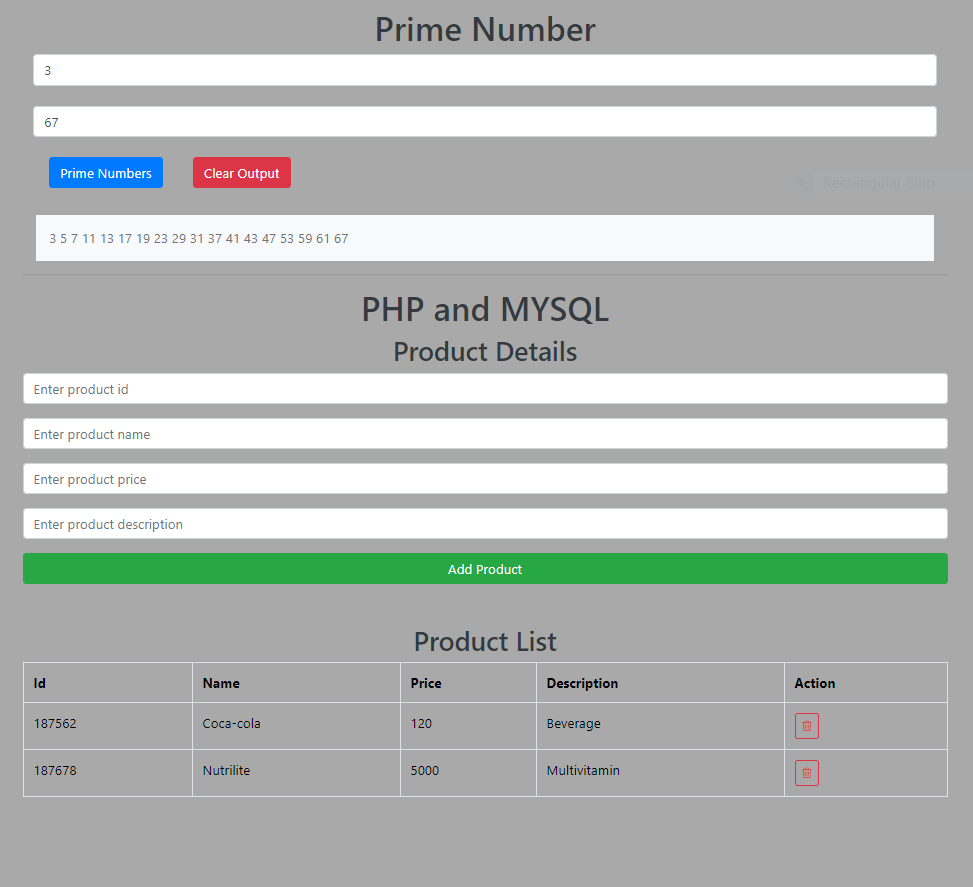 Prime Number
3
67
Prime Numbers Clear Output
Rectangular Snip
3 5 7 11 13 17 19 23 29 31 37 41 43 47 53 59 61 67
PHP and MYSQL
Product Details
Enter product id
Enter product name
Enter product price
Enter product description
Add Product
Product List
Id Name Price Description Action
187562 Coca-cola 120 Beverage
187678 Nutrilite 5000 Multivitamin